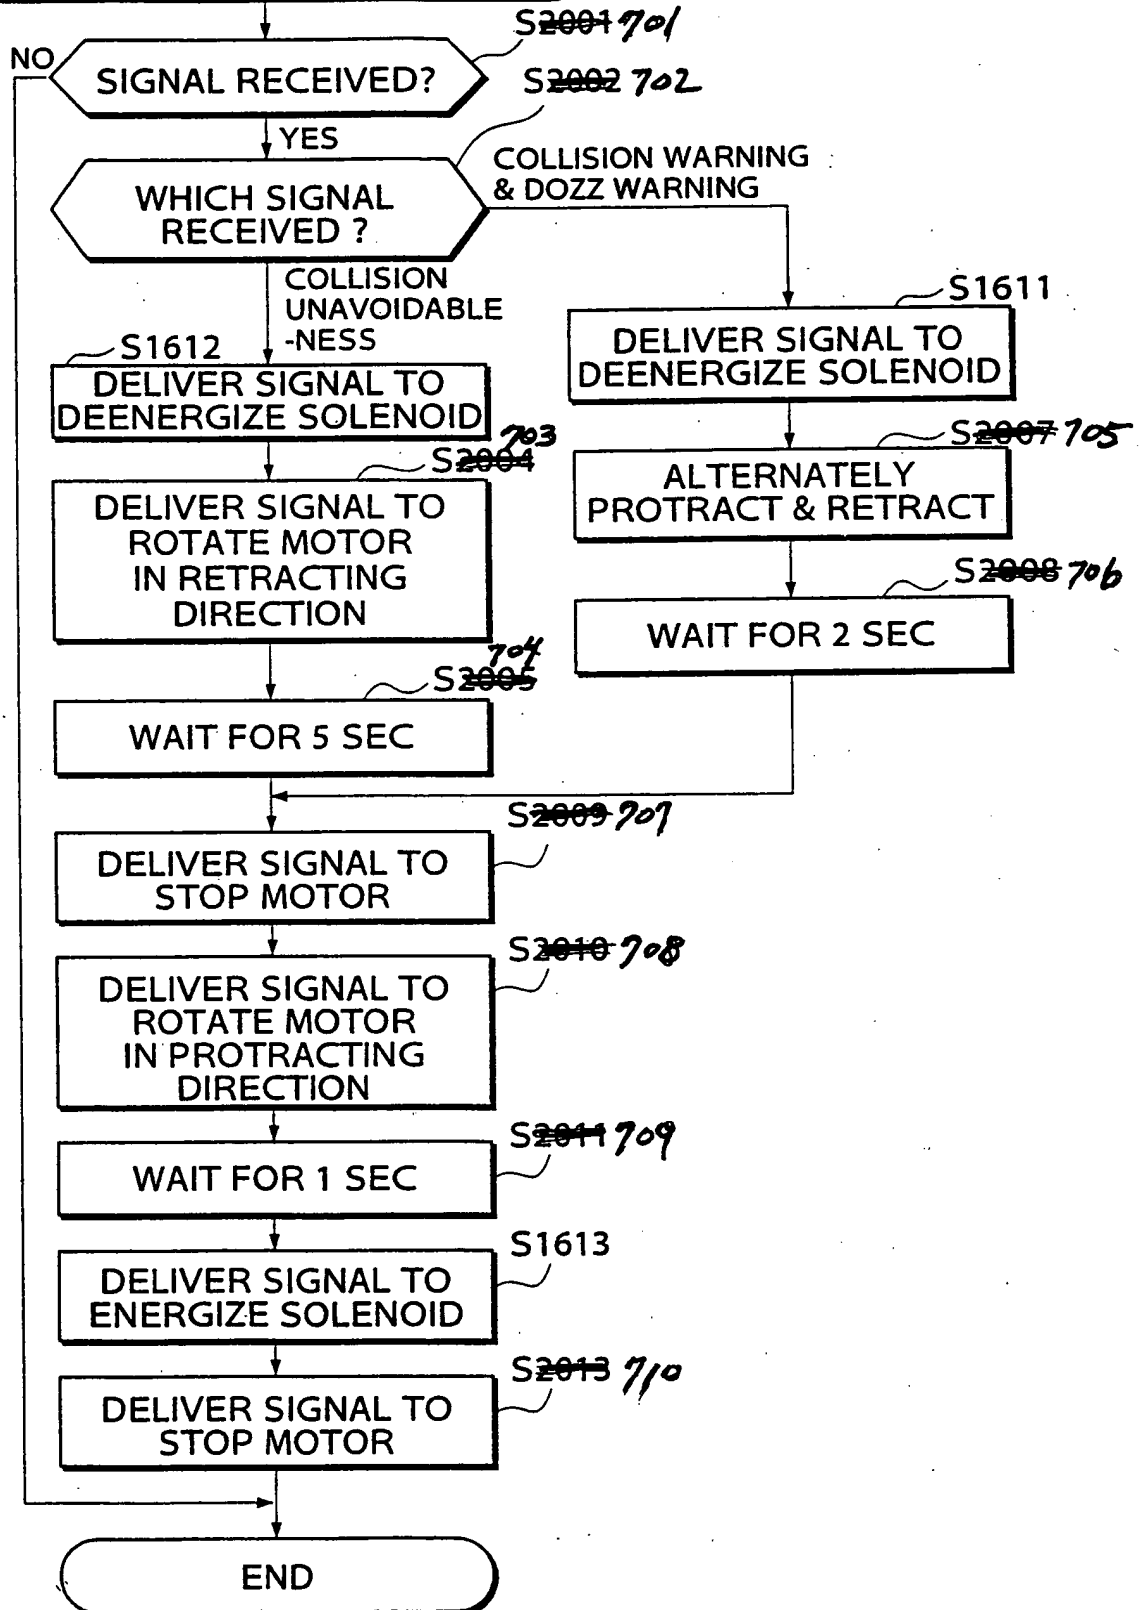 S2001 701
NO
SIGNAL RECEIVED?
S2002 702
YES
COLLISION WARNING
& DOZZ WARNING
WHICH SIGNAL
RECEIVED ?
COLLISION
UNAVOIDABLE
-NESS
S1611
DELIVER SIGNAL TO
DEENERGIZE SOLENOID
S1612
DELIVER SIGNAL TO
DEENERGIZE SOLENOID
703
S2004
S2007 705
ALTERNATELY
PROTRACT & RETRACT
DELIVER SIGNAL TO
ROTATE MOTOR
IN RETRACTING
DIRECTION
S2008 706
WAIT FOR 2 SEC
704
S2005
WAIT FOR 5 SEC
S2009 707
DELIVER SIGNAL TO
STOP MOTOR
S2010 708
DELIVER SIGNAL TO
ROTATE MOTOR
IN PROTRACTING
DIRECTION
S2011 709
WAIT FOR 1 SEC
S1613
DELIVER SIGNAL TO
ENERGIZE SOLENOID
S2013 710
DELIVER SIGNAL TO
STOP MOTOR
END